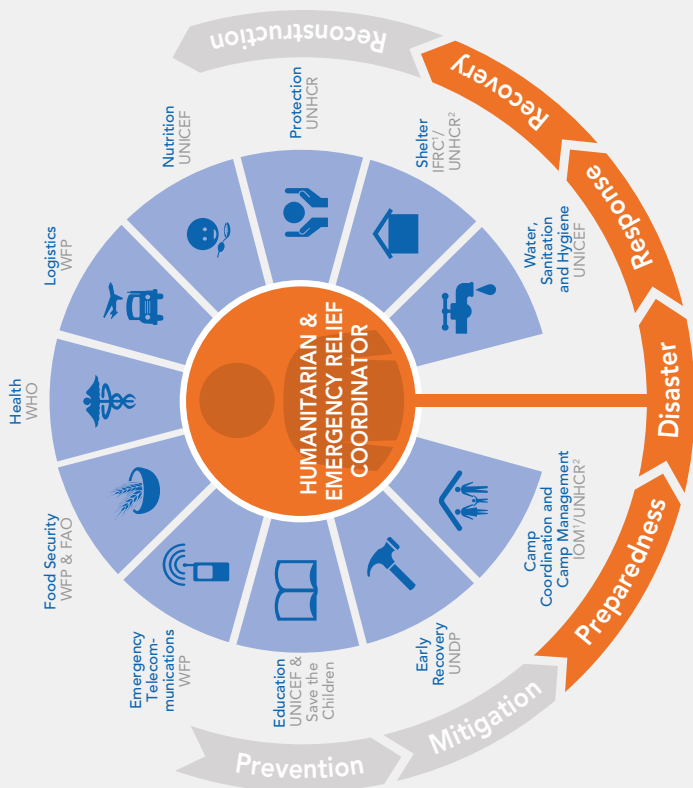 HUMANITARIAN &
EMERGENCY RELIEF
COORDINATOR
Health
WHO
Logistics
WFP
Nutrition
UNICEF
Protection
UNHCR
Shelter
IFRC¹/
UNHCR²
Water,
Sanitation
and Hygiene
UNICEF
Camp
Coordination and
Camp Management
IOM¹/UNHCR²
Early
Recovery
UNDP
Education
UNICEF &
Save the
Children
Emergency
Telecom-
munications
WFP
Food Security
WFP & FAO
Prevention
Mitigation
Preparedness
Disaster
Response
Recovery
Reconstruction